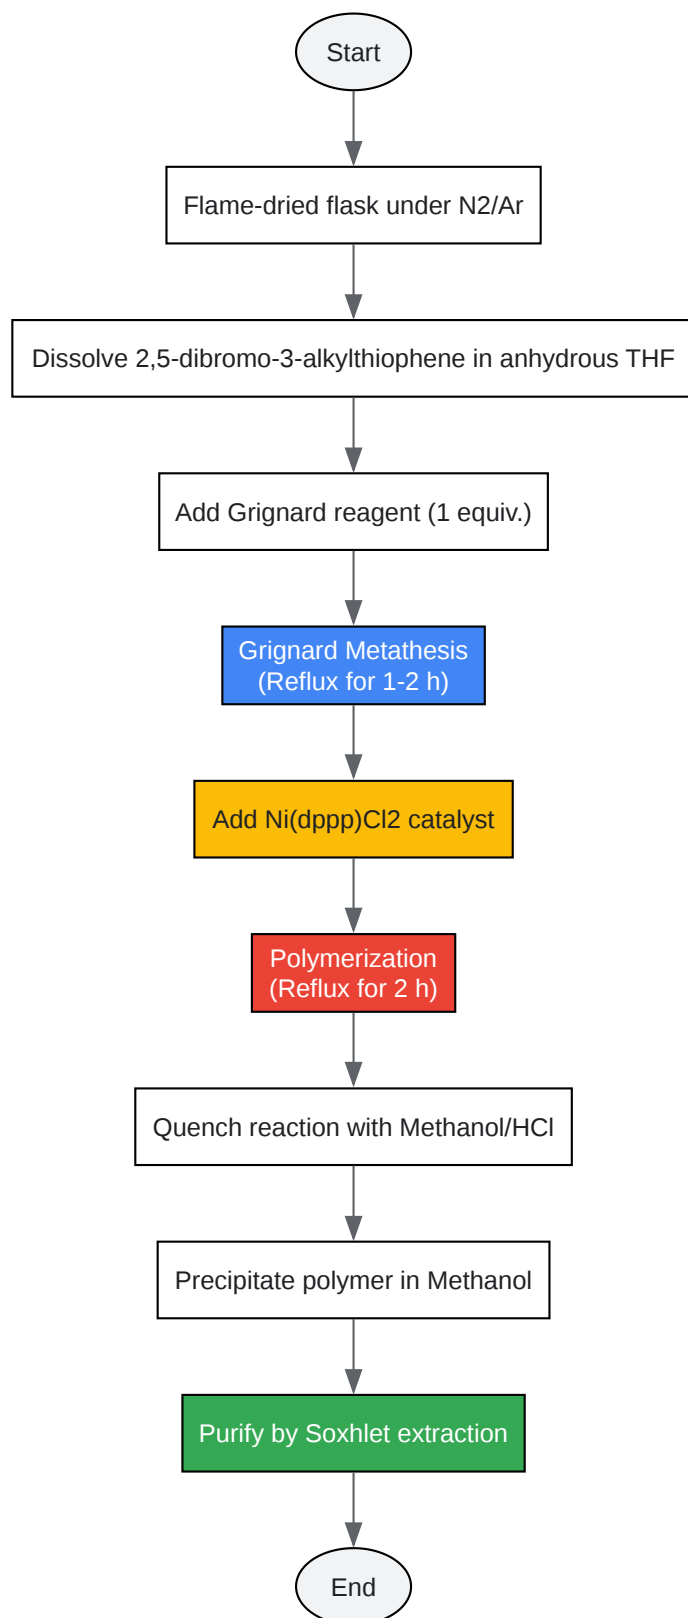 Start
Flame-dried flask under N2/Ar
Dissolve 2,5-dibromo-3-alkylthiophene in anhydrous THF
Add Grignard reagent (1 equiv.)
Grignard Metathesis
(Reflux for 1-2 h)
Add Ni(dppp)Cl2 catalyst
Polymerization
(Reflux for 2 h)
Quench reaction with Methanol/HCl
Precipitate polymer in Methanol
Purify by Soxhlet extraction
End